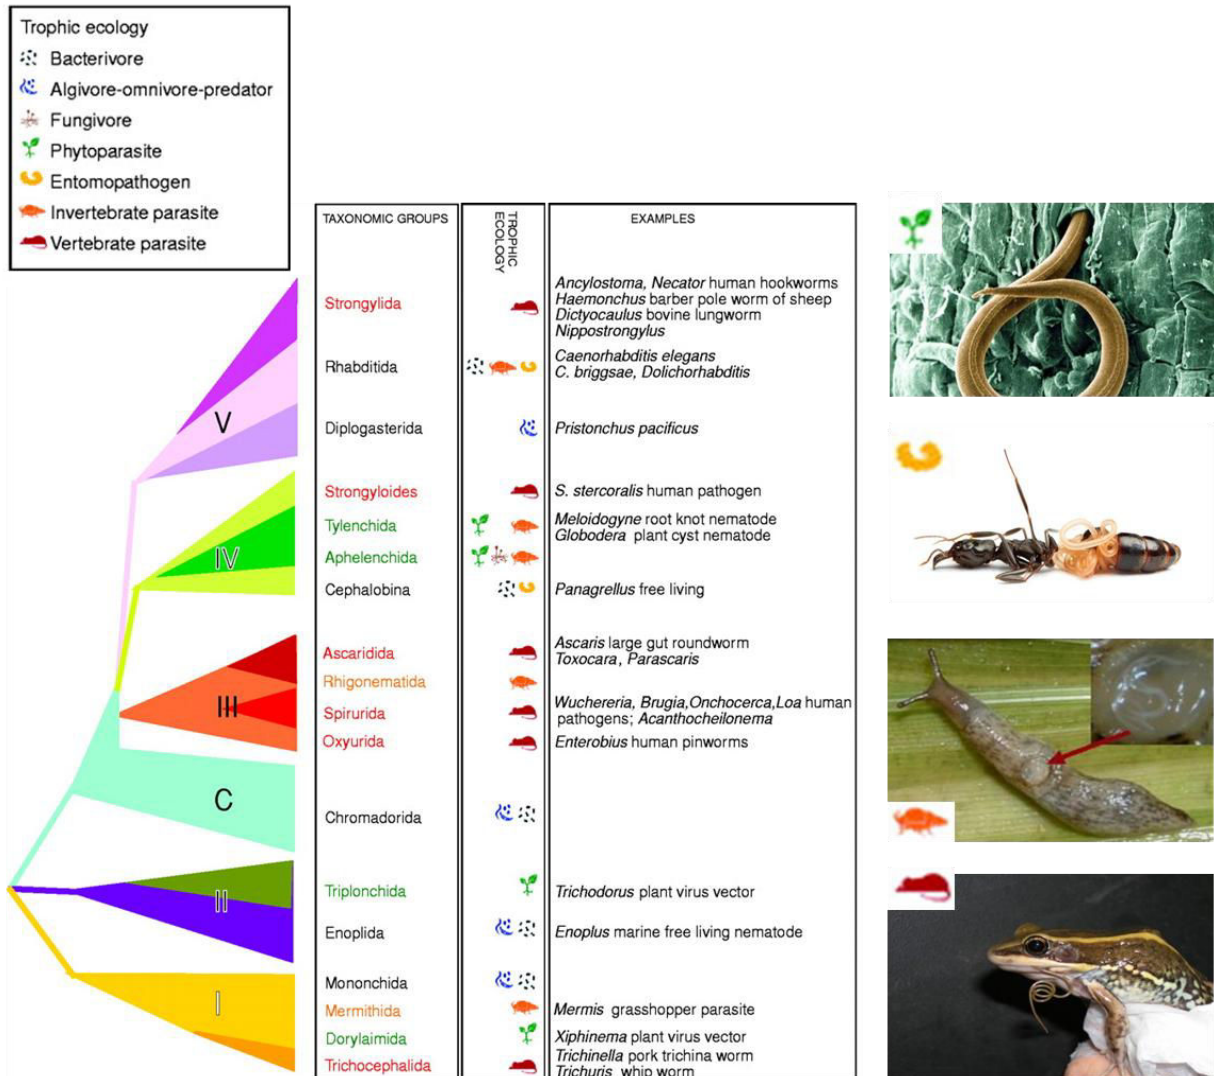 Trophic ecology
Bacterivore
Algivore-omnivore-predator
Fungivore
Phytoparasite
Entomopathogen
Invertebrate parasite
Vertebrate parasite
TAXONOMIC GROUPS
TROPHIC
ECOLOGY
EXAMPLES
Strongylida
Ancylostoma, Necator human hookworms
Haemonchus barber pole worm of sheep
Dictyocaulus bovine lungworm
Nippostrongylus
Rhabditida
Caenorhabditis elegans
C. briggsae, Dolichorhabditis
V
Diplogasterida
Pristonchus pacificus
Strongyloides
S. stercoralis human pathogen
Tylenchida
Meloidogyne root knot nematode
Globodera plant cyst nematode
IV
Aphelenchida
Cephalobina
Panagrellus free living
Ascaridida
Ascaris large gut roundworm
Toxocara, Parascaris
Rhigonematida
III
Spirurida
Wuchereria, Brugia,Onchocerca,Loa human
pathogens; Acanthocheilonema
Oxyurida
Enterobius human pinworms
C
Chromadorida
Triplonchida
Trichodorus plant virus vector
II
Enoplida
Enoplus marine free living nematode
Mononchida
I
Mermithida
Mermis grasshopper parasite
Dorylaimida
Xiphinema plant virus vector
Trichocephalida
Trichinella pork trichina worm
Trichuris whip worm